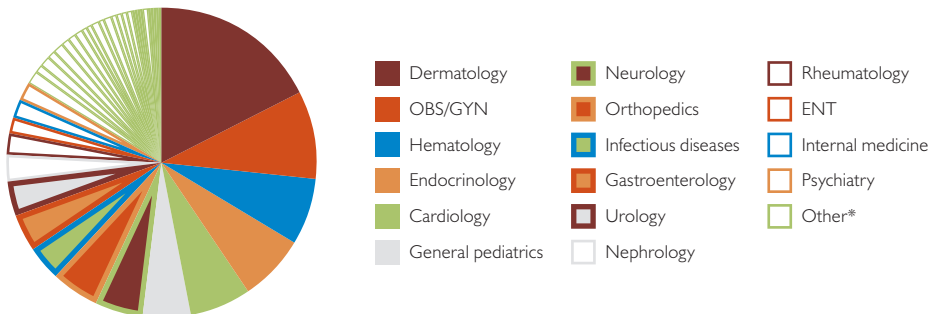 Dermatology
OBS/GYN
Hematology
Endocrinology
Cardiology
General pediatrics
Neurology
Orthopedics
Infectious diseases
Gastroenterology
Urology
Nephrology
Rheumatology
ENT
Internal medicine
Psychiatry
Other*